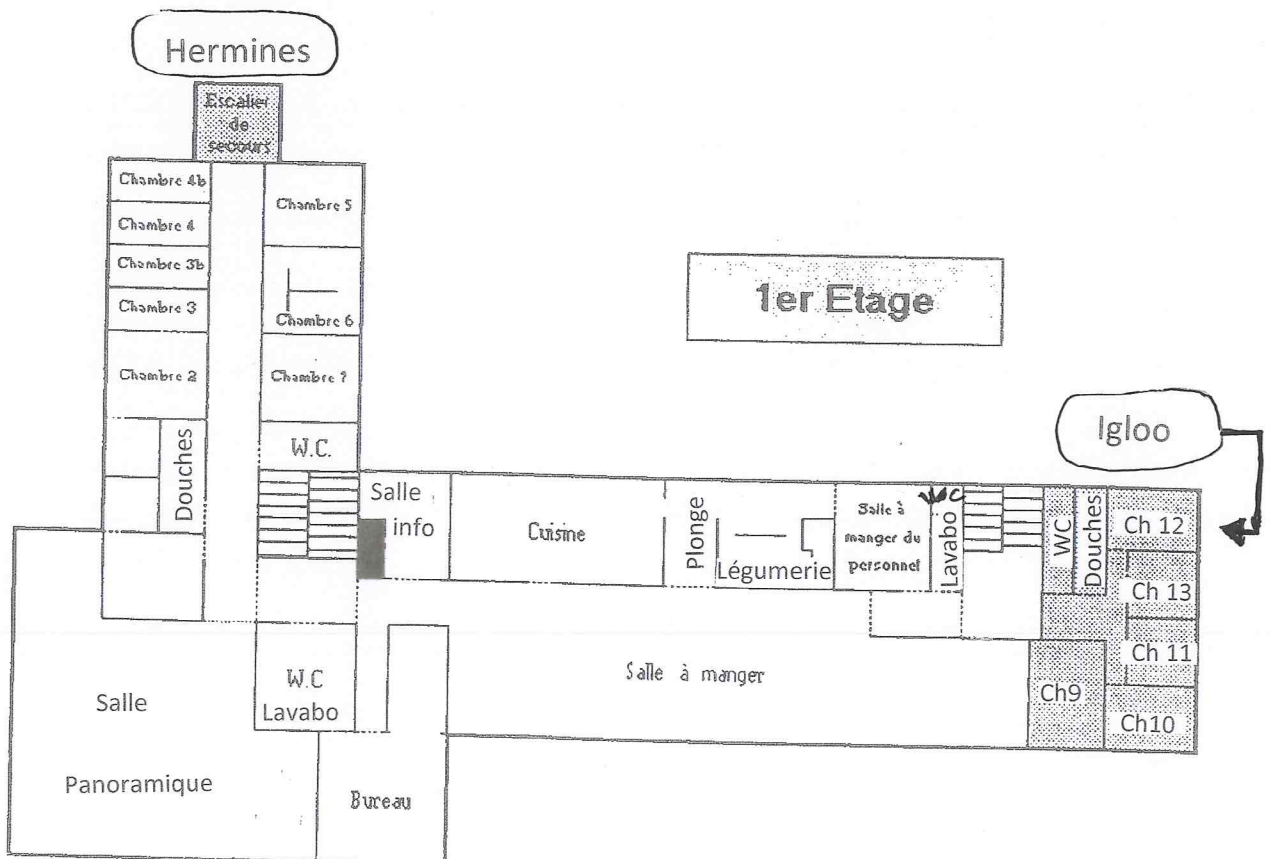 Hermines
Escalier
de
secours
Chambre 4b
Chambre 4
Chambre 3b
Chambre 3
Chambre 2
Chambre 5
Chambre 6
Chambre 7
W.C.
Douches
1er Etage
Igloo
Salle
info
Cuisine
Plonge
Légumerie
Salle à
manger du
personnel
WC
Lavabo
WC
Douches
Ch 12
Ch 13
Ch 11
Ch9
Ch10
Salle à manger
W.C
Lavabo
Salle
Panoramique
Bureau